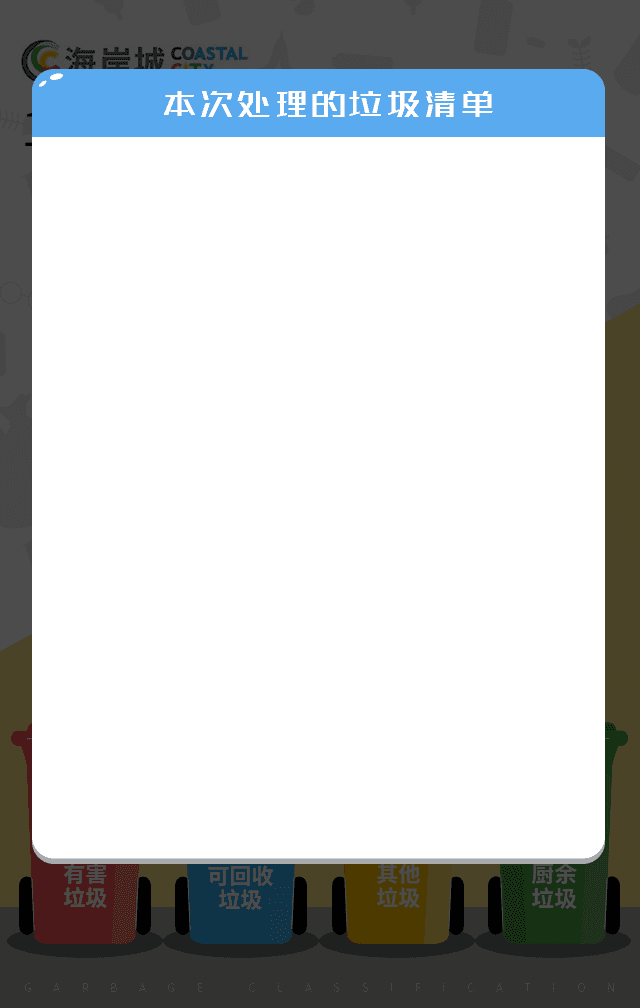 海岸城 COASTAL
CITY
本次处理的垃圾清单
有害
垃圾
可回收
垃圾
其他
垃圾
厨余
垃圾
GARBAGE CLASSIFICATION